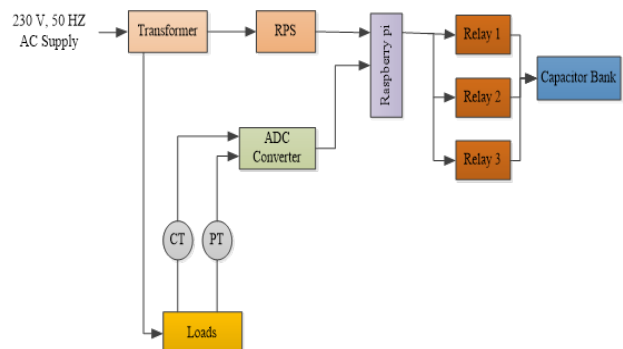 230 V, 50 HZ
AC Supply
Transformer
RPS
Raspberry pi
Relay 1
Relay 2
Relay 3
Capacitor Bank
ADC
Converter
CT
PT
Loads